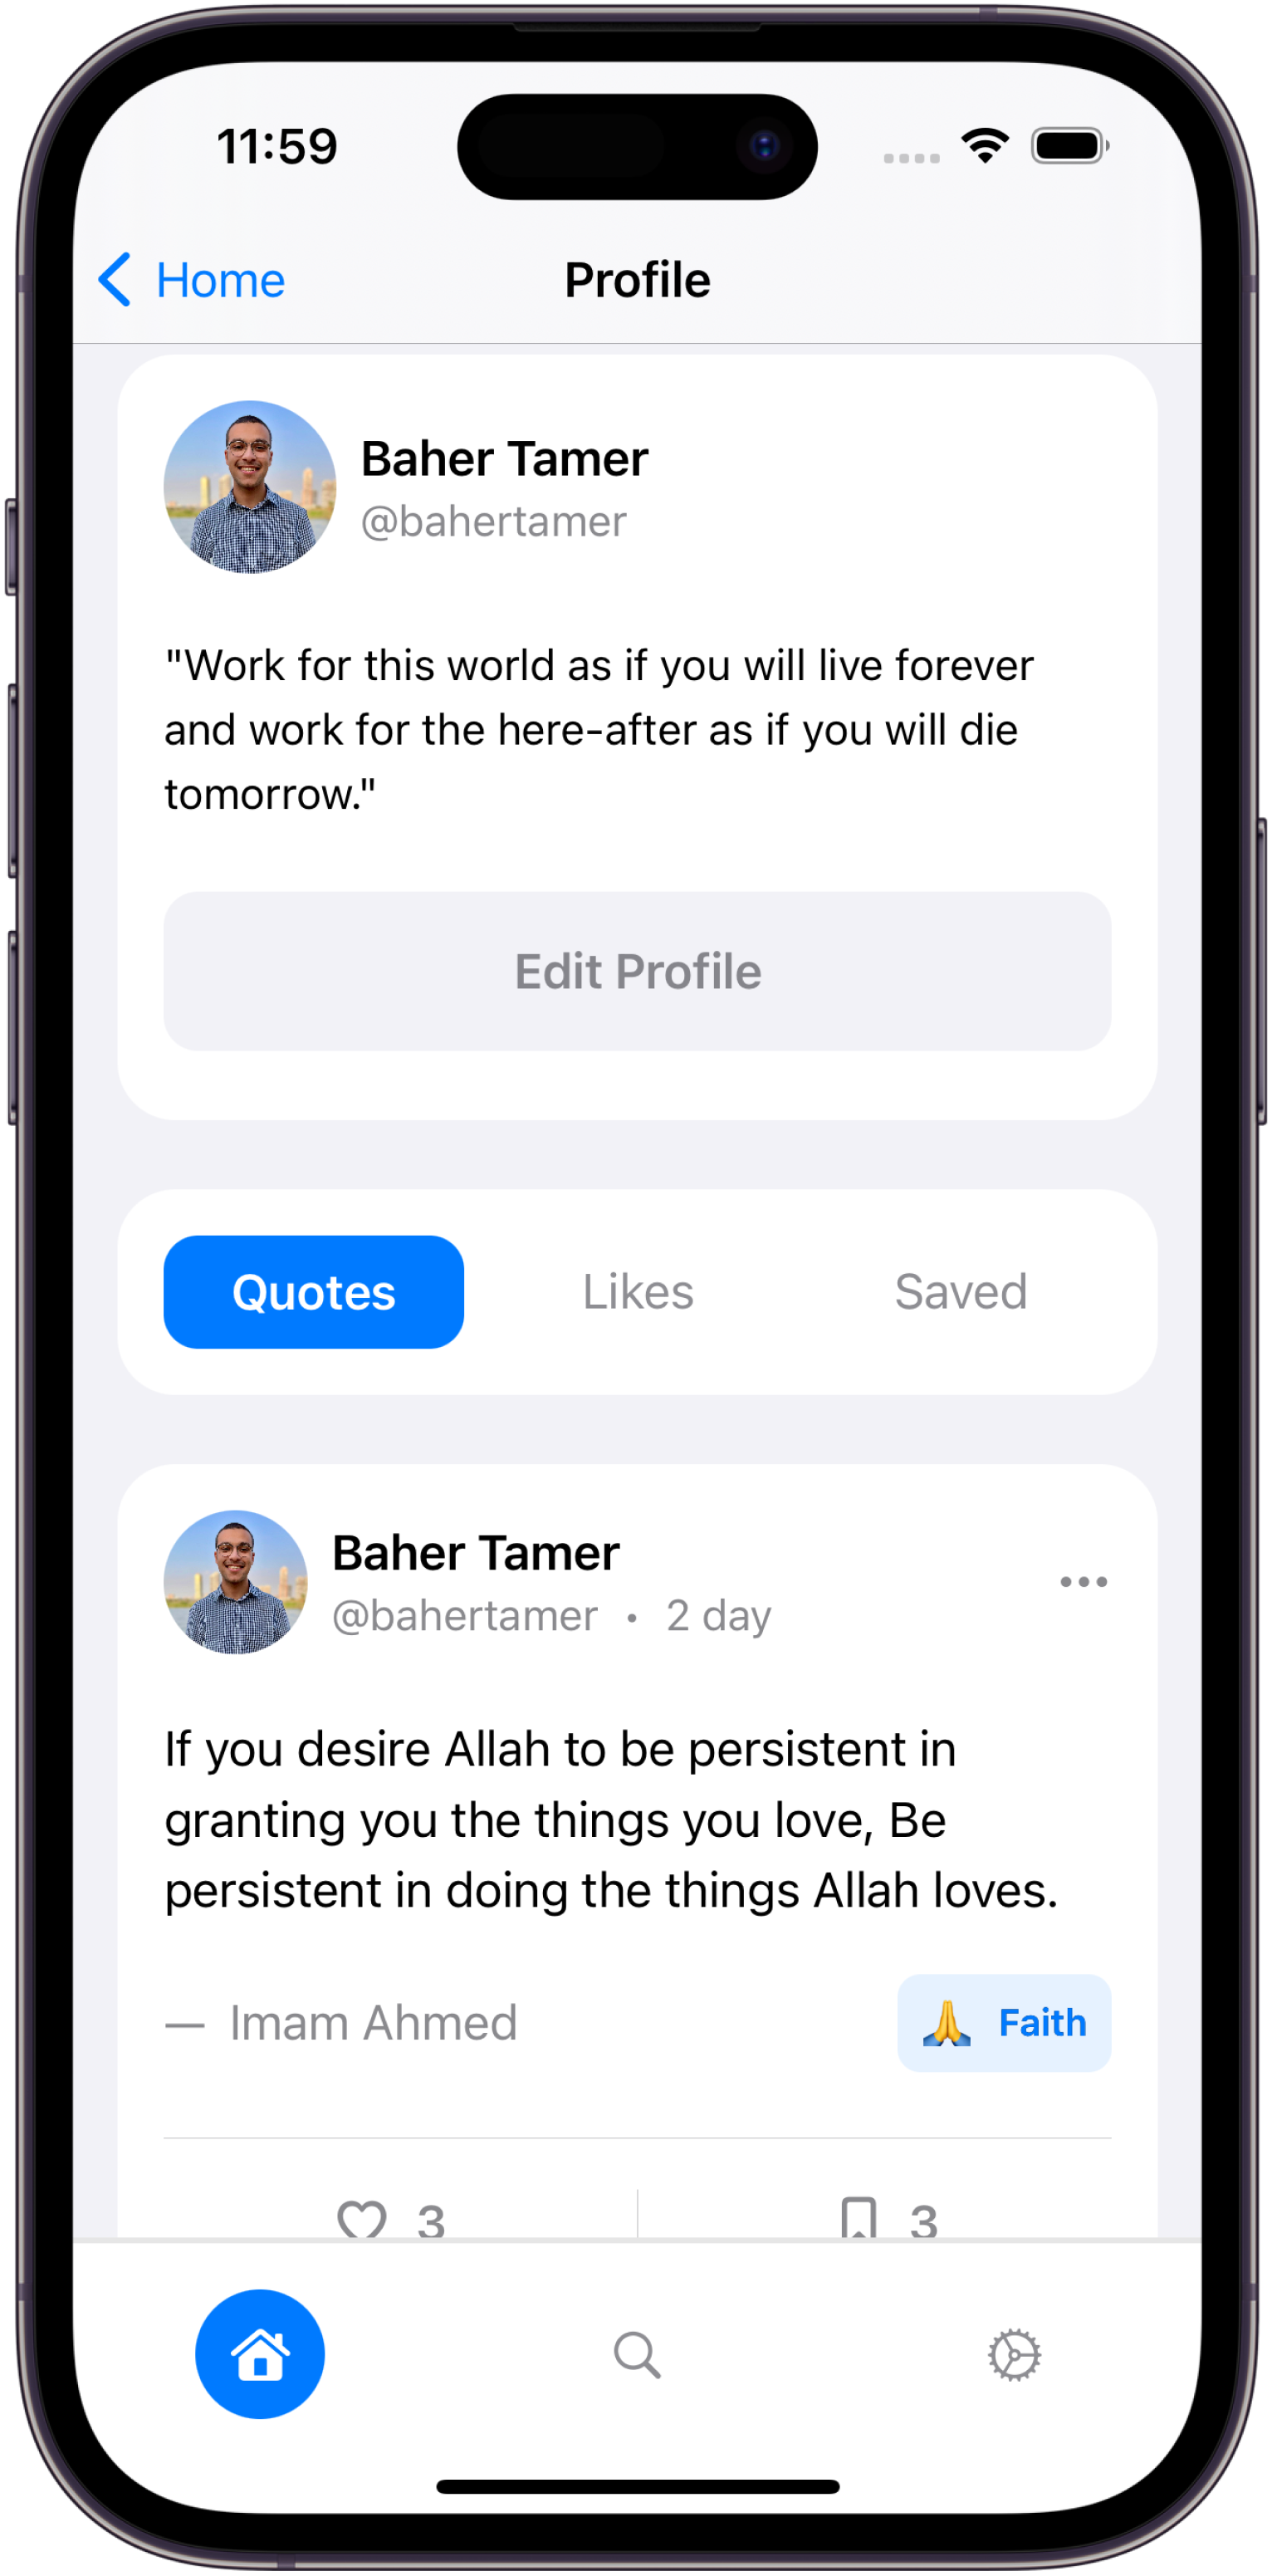 11:59
Home
Profile
Baher Tamer
@bahertamer
"Work for this world as if you will live forever
and work for the here-after as if you will die
tomorrow."
Edit Profile
Quotes
Likes
Saved
Baher Tamer
@bahertamer • 2 day
If you desire Allah to be persistent in
granting you the things you love, Be
persistent in doing the things Allah loves.
— Imam Ahmed
🙏 Faith
3
3